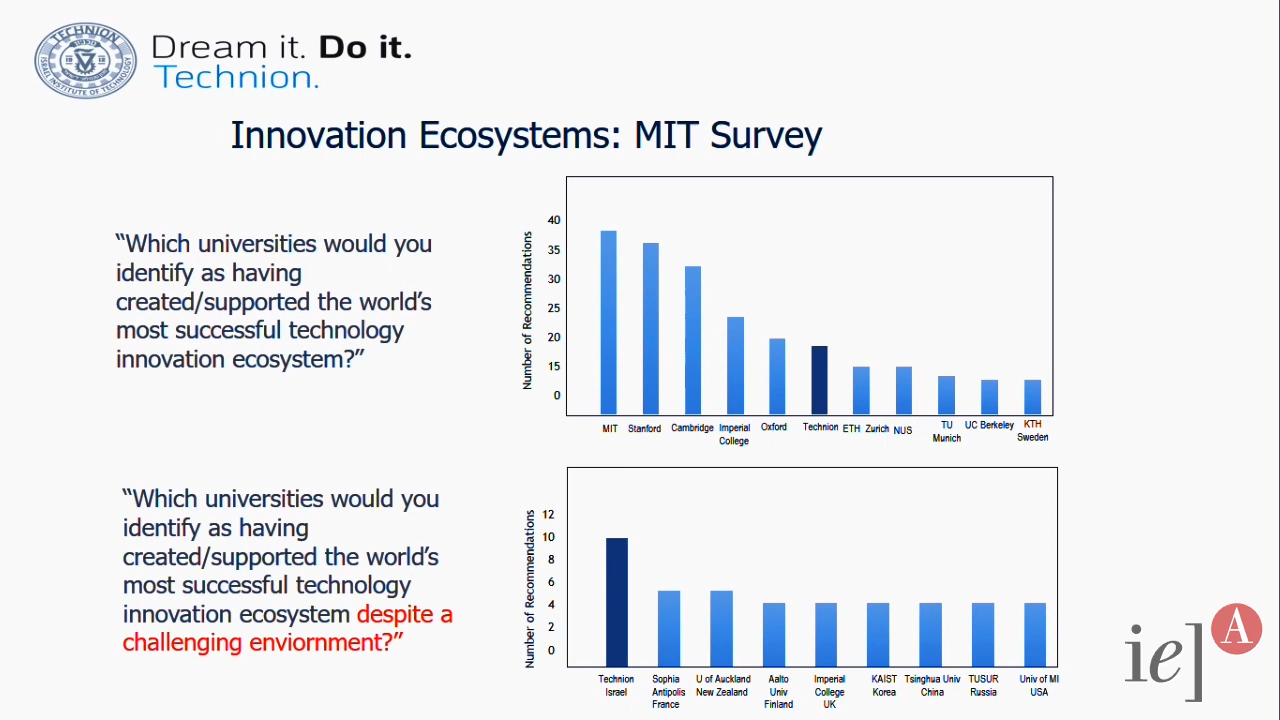 TECHNION
ISRAEL INSTITUTE OF TECHNOLOGY
Dream it. Do it.
Technion.
Innovation Ecosystems: MIT Survey
“Which universities would you
identify as having
created/supported the world’s
most successful technology
innovation ecosystem?”
Number of Recommendations
40
35
30
25
20
15
0
MIT
Stanford
Cambridge
Imperial
College
Oxford
Technion
ETH Zurich
NUS
TU
Munich
UC Berkeley
KTH
Sweden
“Which universities would you
identify as having
created/supported the world’s
most successful technology
innovation ecosystem despite a
challenging enviornment?”
Number of Recommendations
12
10
8
6
4
2
0
Technion
Israel
Sophia
Antipolis
France
U of Auckland
New Zealand
Aalto
Univ
Finland
Imperial
College
UK
KAIST
Korea
Tsinghua Univ
China
TUSUR
Russia
Univ of MI
USA
ie]
A